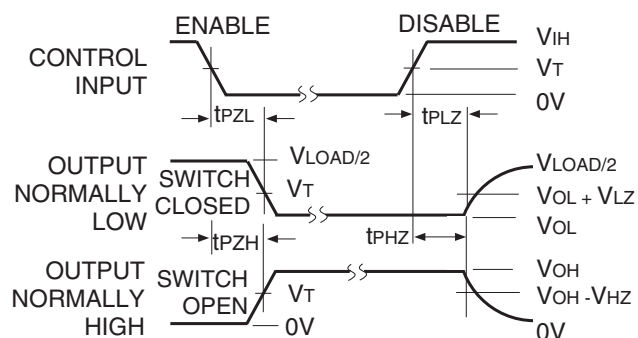 ENABLE
DISABLE
CONTROL
INPUT
VIH
VT
0V
tPZL
tPLZ
OUTPUT
NORMALLY
LOW
SWITCH
CLOSED
VLOAD/2
VT
VLOAD/2
VOL + VLZ
VOL
tPZH
tPHZ
OUTPUT
NORMALLY
HIGH
SWITCH
OPEN
VT
0V
VOH
VOH -VHZ
0V